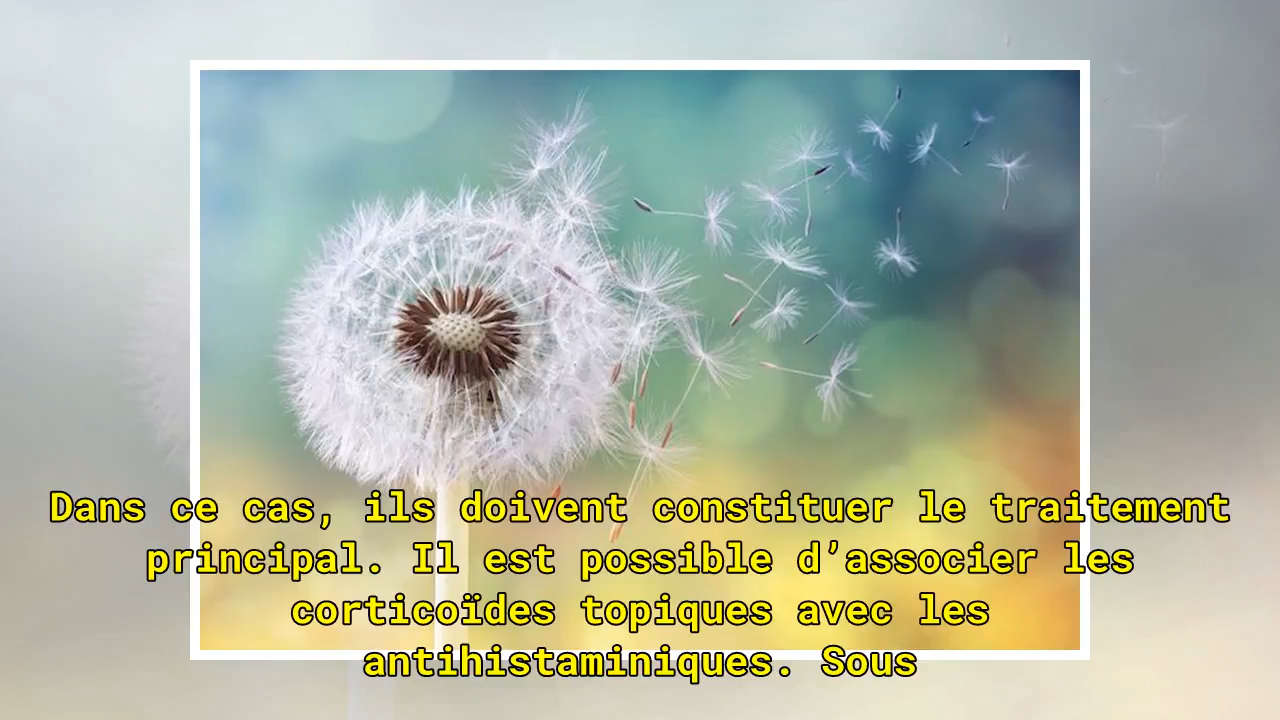 Dans ce cas, ils doivent constituer le traitement
principal. Il est possible d’associer les
corticoïdes topiques avec les
antihistaminiques. Sous